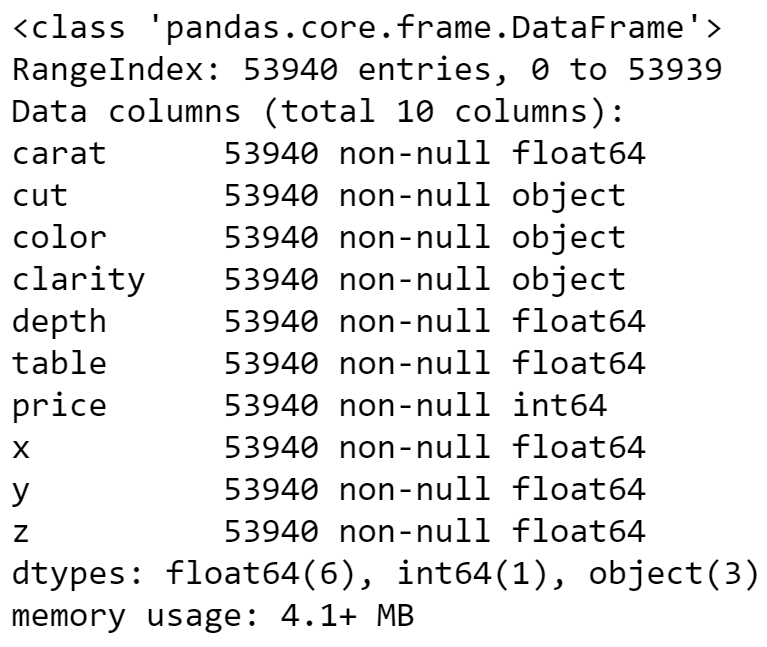 <class 'pandas.core.frame.DataFrame'>
RangeIndex: 53940 entries, 0 to 53939
Data columns (total 10 columns):
carat      53940 non-null float64
cut        53940 non-null object
color      53940 non-null object
clarity    53940 non-null object
depth      53940 non-null float64
table      53940 non-null float64
price      53940 non-null int64
x          53940 non-null float64
y          53940 non-null float64
z          53940 non-null float64
dtypes: float64(6), int64(1), object(3)
memory usage: 4.1+ MB